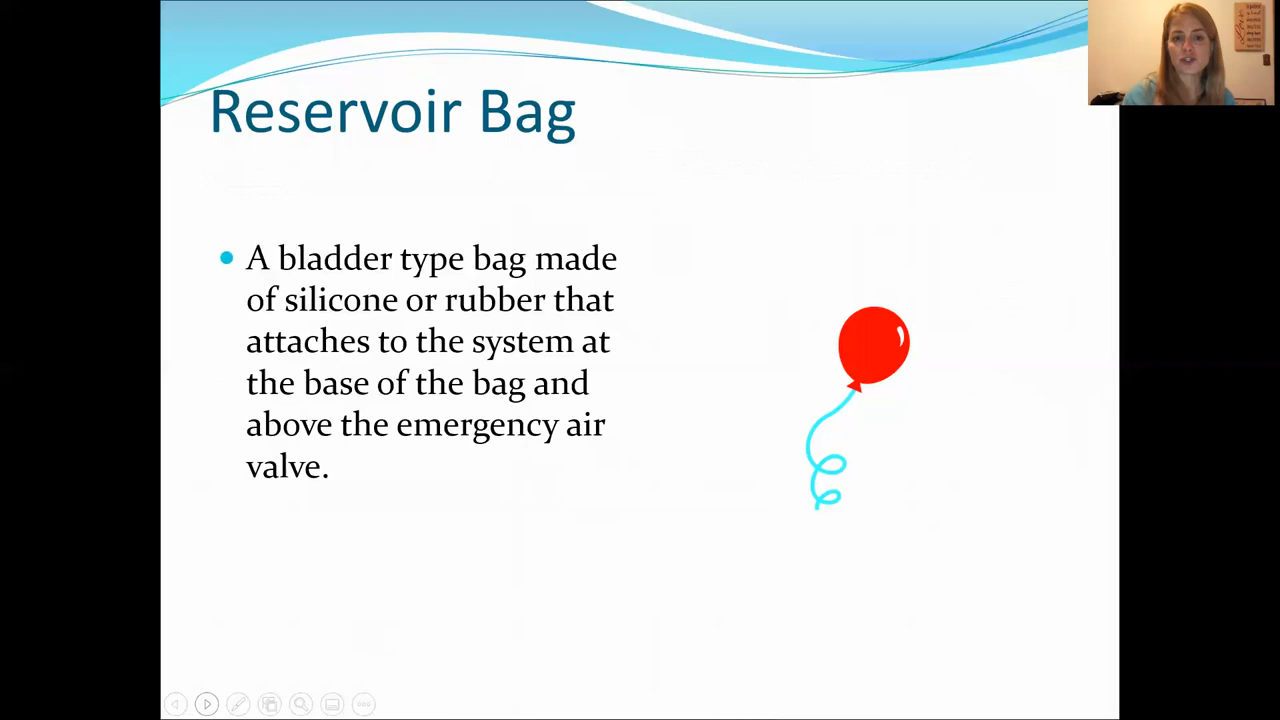 Reservoir Bag
A bladder type bag made
of silicone or rubber that
attaches to the system at
the base of the bag and
above the emergency air
valve.